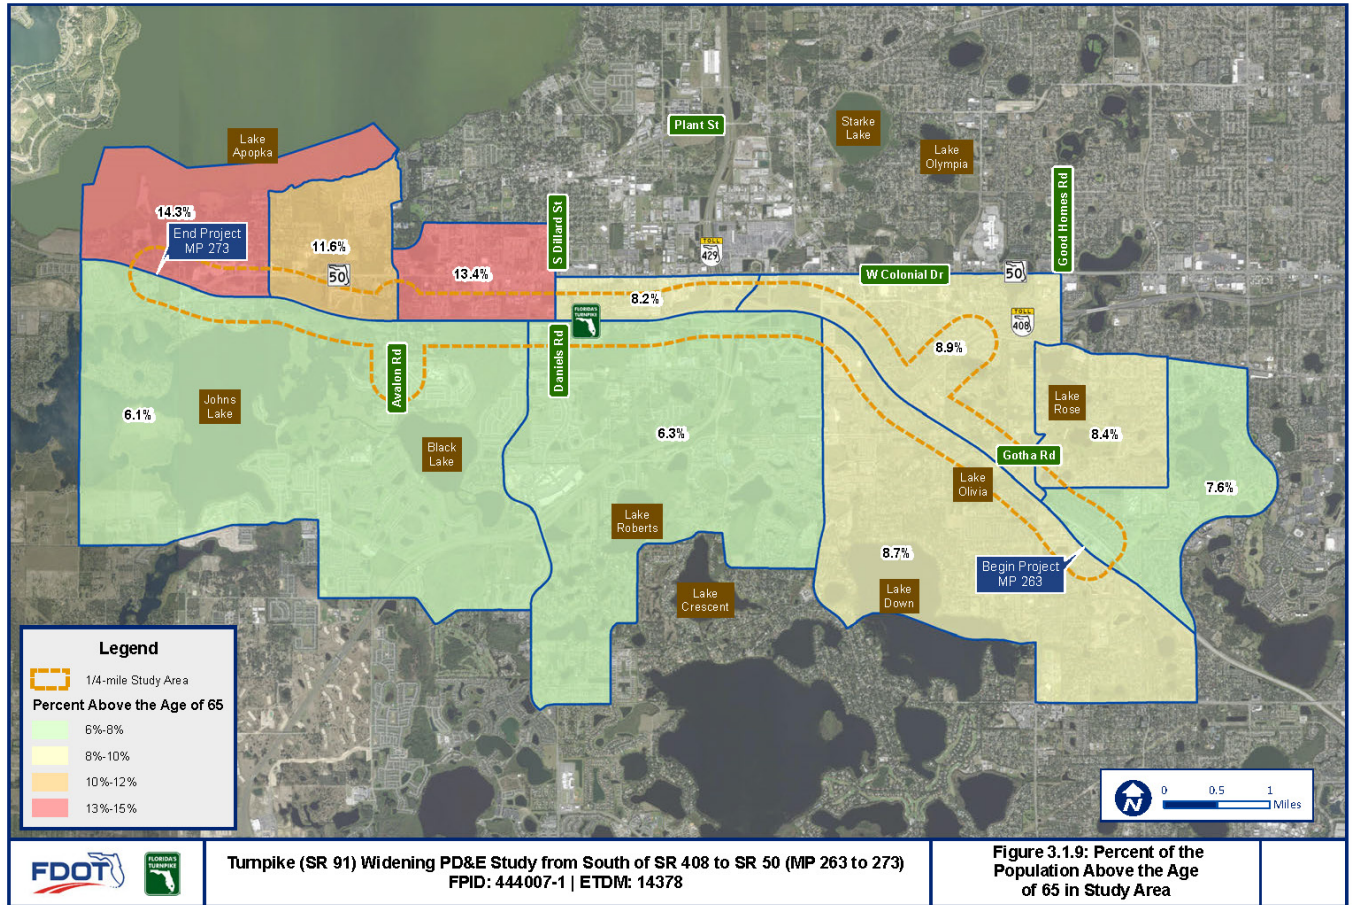 Lake
Apopka
Plant St
Starke
Lake
Lake
Olympia
14.3%
End Project
MP 273
11.6%
50
13.4%
S Dillard St
TOLL
429
W Colonial Dr
50
Good Homes Rd
8.2%
FLORIDA'S
TURNPIKE
TOLL
408
8.9%
Avalon Rd
Daniels Rd
Johns
Lake
6.1%
Black
Lake
6.3%
Lake
Rose
8.4%
Gotha Rd
Lake
Olivia
7.6%
Lake
Roberts
8.7%
Begin Project
MP 263
Lake
Crescent
Lake
Down
Legend
1/4-mile Study Area
Percent Above the Age of 65
6%-8%
8%-10%
10%-12%
13%-15%
N
0 0.5 1
Miles
FDOT
FLORIDA'S
TURNPIKE
Turnpike (SR 91) Widening PD&E Study from South of SR 408 to SR 50 (MP 263 to 273)
FPID: 444007-1 | ETDM: 14378
Figure 3.1.9: Percent of the
Population Above the Age
of 65 in Study Area